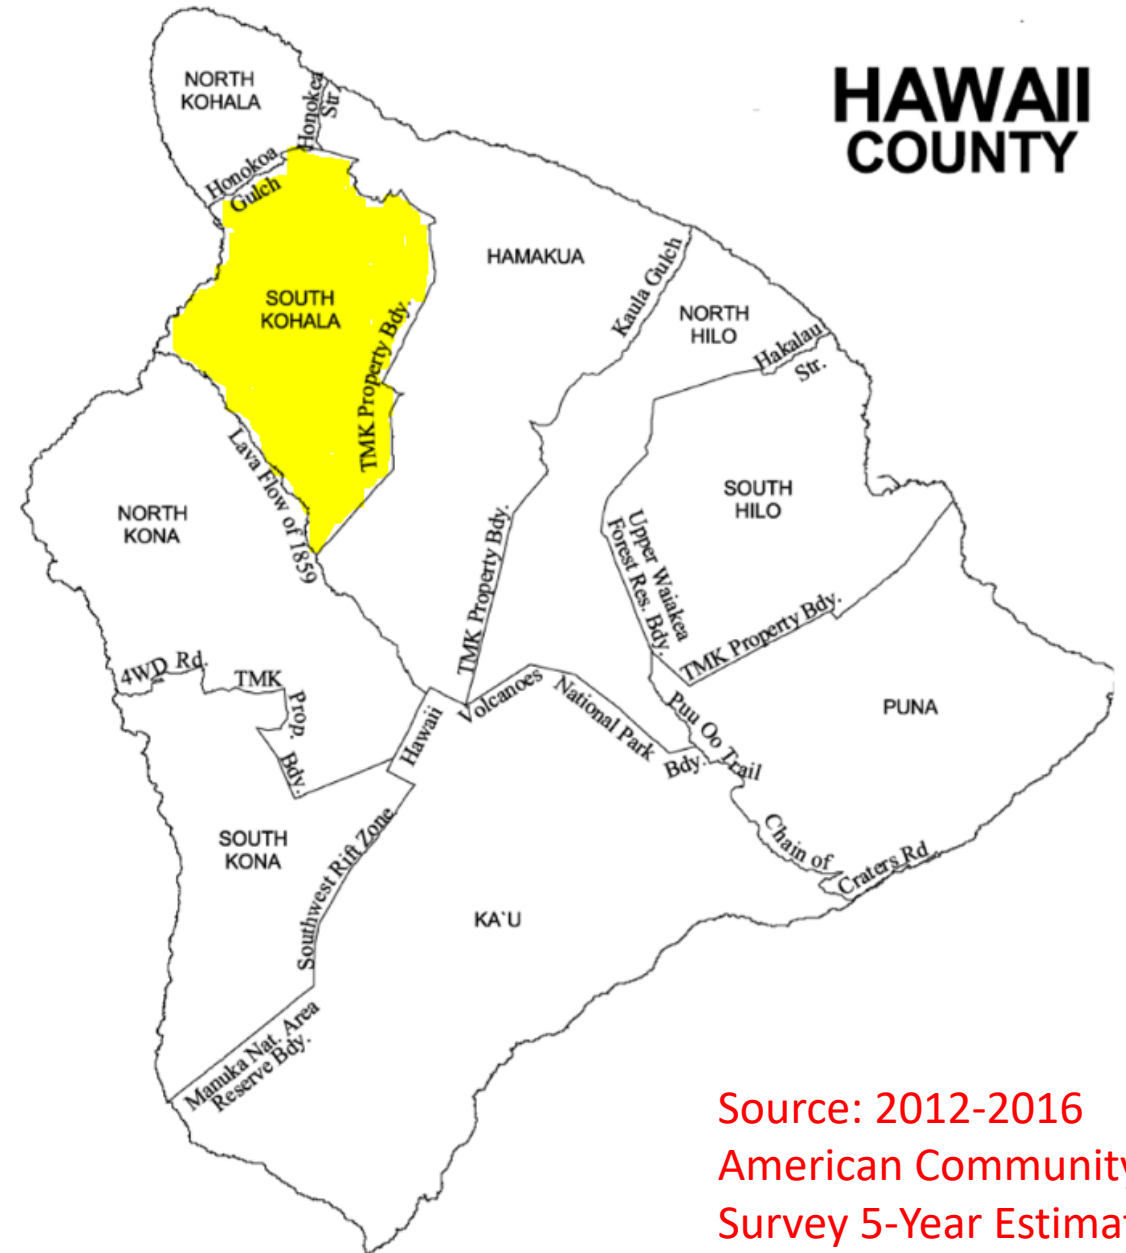 HAWAII
COUNTY
NORTH
KOHALA
Honokea
Str.
Honokoa
Gulch
SOUTH
KOHALA
HAMAKUA
Kaula Gulch
NORTH
HILO
Hakalau
Str.
TMK Property Bdy.
Lava Flow of 1859
NORTH
KONA
SOUTH
HILO
Upper Waiakea
Forest Res. Bdy.
TMK Property Bdy.
TMK Property Bdy.
4WD Rd.
TMK
Prop.
Bdy.
Hawaii
Volcanoes
National Park
Bdy.
Puu Oo Trail
PUNA
Chain of
Craters Rd
SOUTH
KONA
Southwest Rift Zone
KA`U
Manuka Nat. Area
Reserve Bdy.
Source: 2012-2016
American Community
Survey 5-Year Estimat